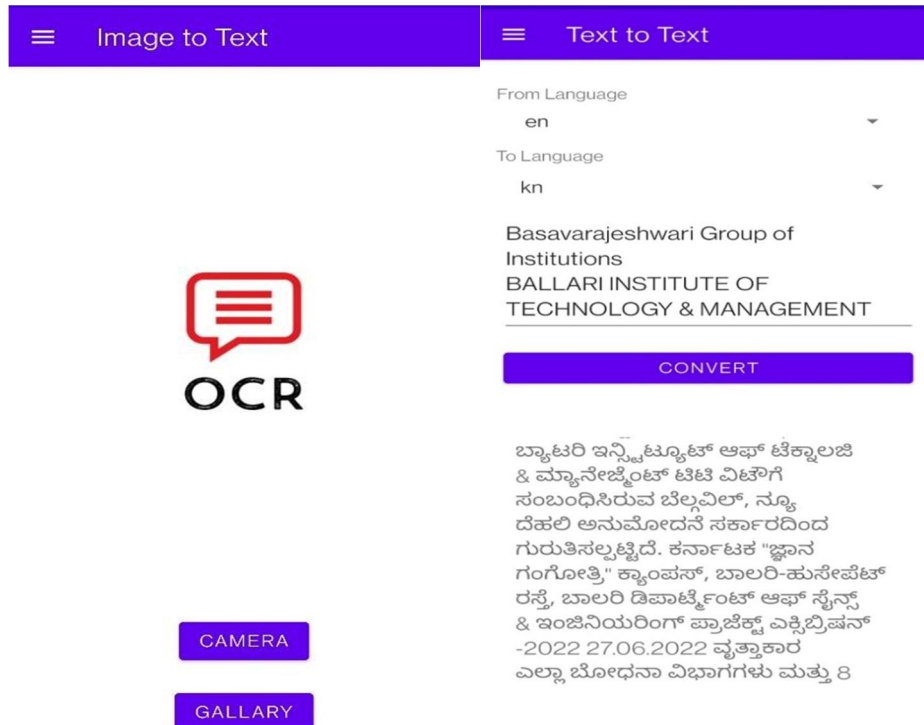 Image to Text
OCR
CAMERA
GALLARY
Text to Text
From Language
en
To Language
kn
Basavarajeshwari Group of
Institutions
BALLARI INSTITUTE OF
TECHNOLOGY & MANAGEMENT
CONVERT
ಬ್ಯಾಟರಿ ಇನ್ಸ್ಟಿಟ್ಯೂಟ್ ಆಫ್ ಟೆಕ್ನಾಲಜಿ
& ಮ್ಯಾನೇಜ್ಮೆಂಟ್ ಟಿಟಿ ವಿಟೌಗೆ
ಸಂಬಂಧಿಸಿರುವ ಬೆಲ್ಗವಿಲ್, ನ್ಯೂ
ದೆಹಲಿ ಅನುಮೋದನೆ ಸರ್ಕಾರದಿಂದ
ಗುರುತಿಸಲ್ಪಟ್ಟಿದೆ. ಕರ್ನಾಟಕ "ಜ್ಞಾನ
ಗಂಗೋತ್ರಿ" ಕ್ಯಾಂಪಸ್, ಬಾಲರಿ-ಹುಸೇಪೆಟ್
ರಸ್ತೆ, ಬಾಲರಿ ಡಿಪಾರ್ಟ್ಮೆಂಟ್ ಆಫ್ ಸೈನ್ಸ್
& ಇಂಜಿನಿಯರಿಂಗ್ ಪ್ರಾಜೆಕ್ಟ್ ಎಕ್ಸಿಬ್ರಿಷನ್
-2022 27.06.2022 ವೃತ್ತಾಕಾರ
ಎಲ್ಲಾ ಬೋಧನಾ ವಿಭಾಗಗಳು ಮತ್ತು 8